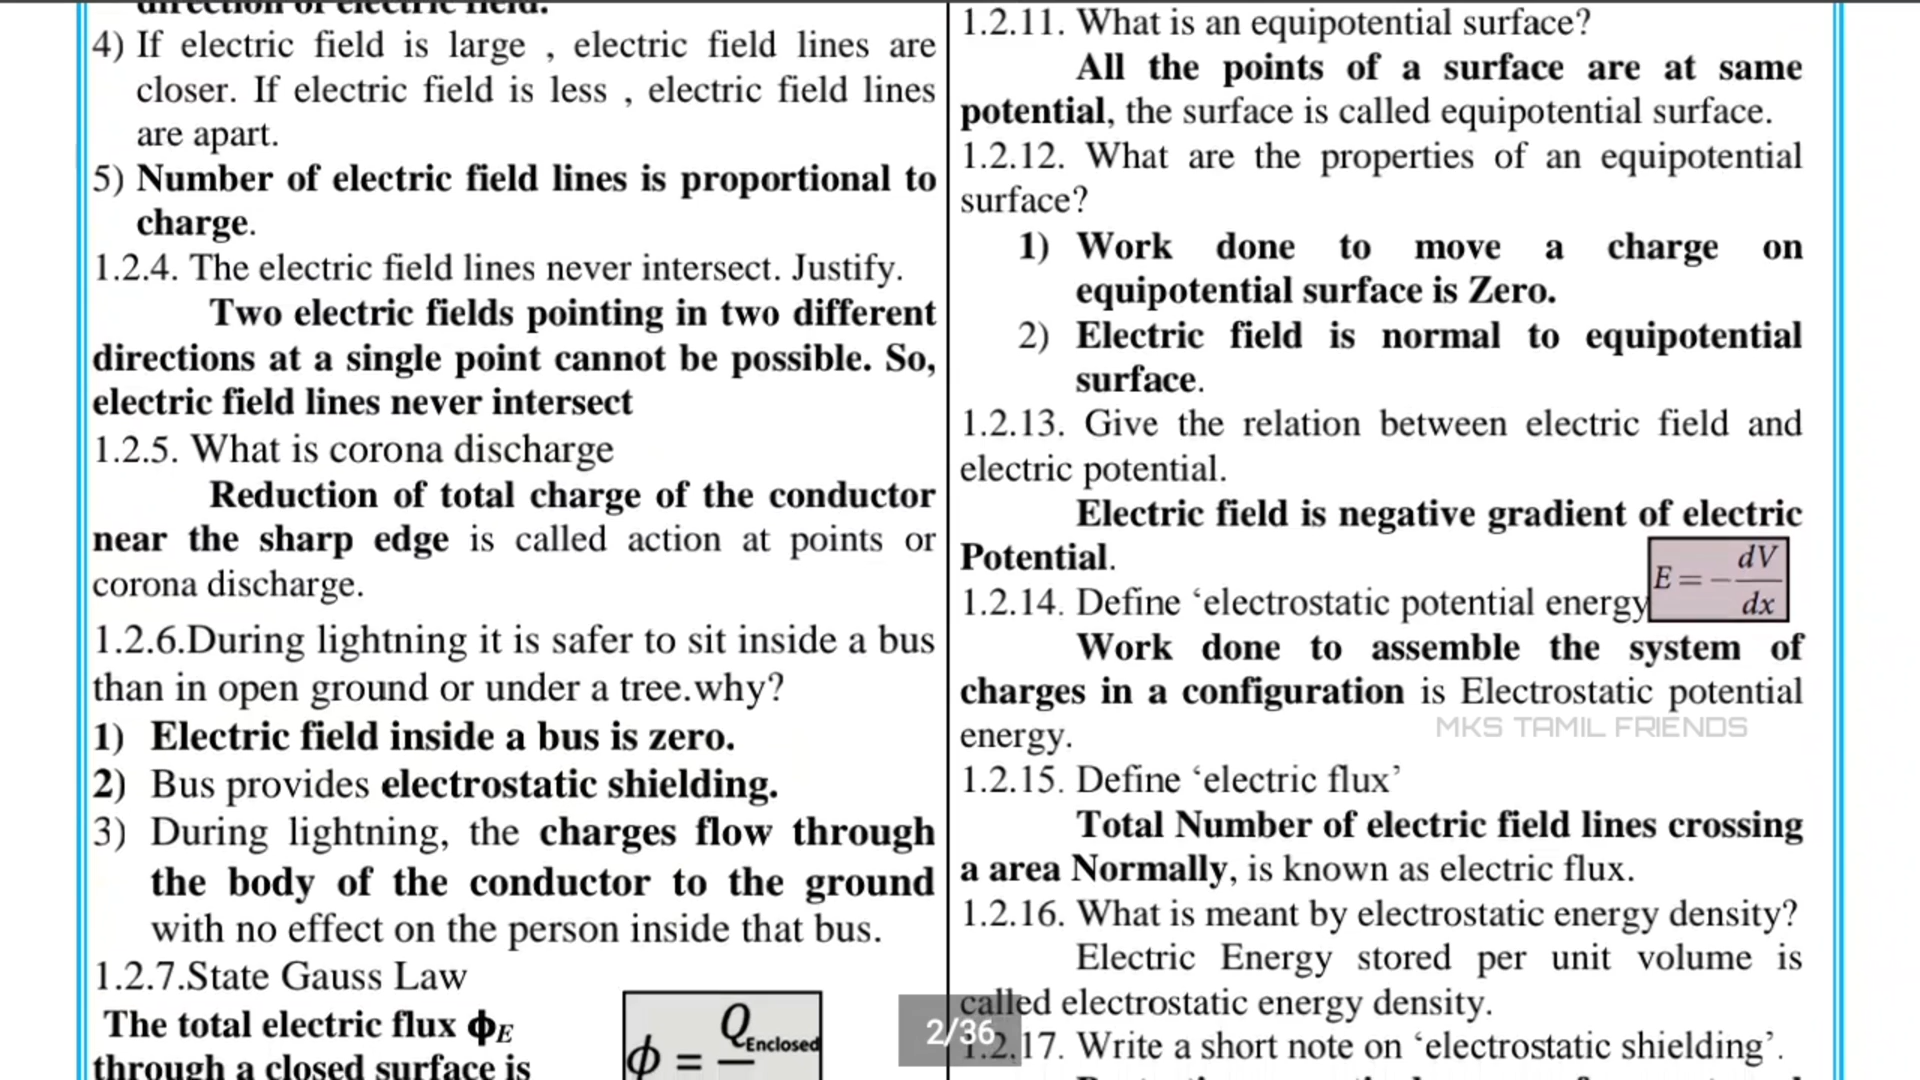 direction of electric field.
4) If electric field is large , electric field lines are
closer. If electric field is less , electric field lines
are apart.
5) Number of electric field lines is proportional to
charge.
1.2.4. The electric field lines never intersect. Justify.
Two electric fields pointing in two different
directions at a single point cannot be possible. So,
electric field lines never intersect
1.2.5. What is corona discharge
Reduction of total charge of the conductor
near the sharp edge is called action at points or
corona discharge.
1.2.6.During lightning it is safer to sit inside a bus
than in open ground or under a tree.why?
1) Electric field inside a bus is zero.
2) Bus provides electrostatic shielding.
3) During lightning, the charges flow through
the body of the conductor to the ground
with no effect on the person inside that bus.
1.2.7.State Gauss Law
The total electric flux ɸE
through a closed surface is
ϕ = Q Enclosed
1.2.11. What is an equipotential surface?
All the points of a surface are at same
potential, the surface is called equipotential surface.
1.2.12. What are the properties of an equipotential
surface?
1) Work done to move a charge on
equipotential surface is Zero.
2) Electric field is normal to equipotential
surface.
1.2.13. Give the relation between electric field and
electric potential.
Electric field is negative gradient of electric
Potential.
E = − dV
dx
1.2.14. Define ‘electrostatic potential energy
Work done to assemble the system of
charges in a configuration is Electrostatic potential
energy.
MKS TAMIL FRIENDS
1.2.15. Define ‘electric flux’
Total Number of electric field lines crossing
a area Normally, is known as electric flux.
1.2.16. What is meant by electrostatic energy density?
Electric Energy stored per unit volume is
called electrostatic energy density.
2/36
1.2.17. Write a short note on ‘electrostatic shielding’.